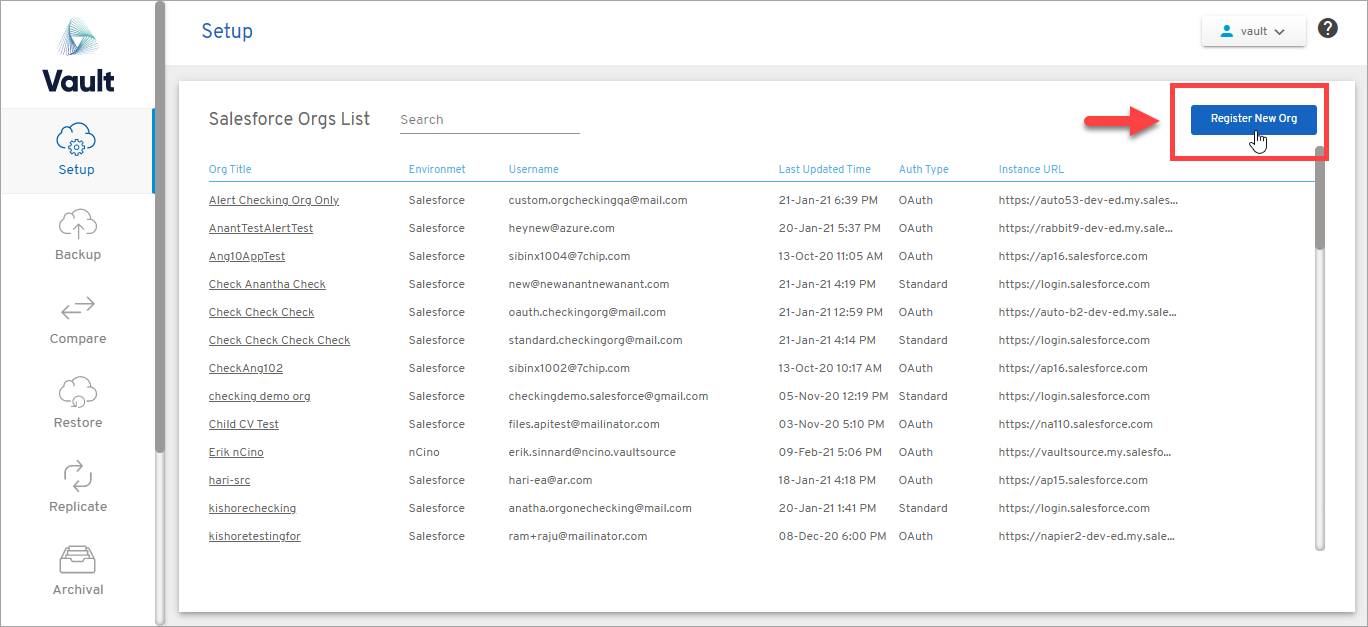 Vault
Setup
Backup
Compare
Restore
Replicate
Archival
Setup
vault
?
Salesforce Orgs List Search Register New Org
Org Title Environmet Username Last Updated Time Auth Type Instance URL
Alert Checking Org Only Salesforce custom.orgcheckingqa@mail.com 21-Jan-21 6:39 PM OAuth https://auto53-dev-ed.my.sales...
AnantTestAlertTest Salesforce heynew@azure.com 20-Jan-21 5:37 PM OAuth https://rabbit9-dev-ed.my.sale...
Ang10AppTest Salesforce sibinx1004@7chip.com 13-Oct-20 11:05 AM OAuth https://ap16.salesforce.com
Check Anantha Check Salesforce new@newanantnewanant.com 21-Jan-21 4:19 PM Standard https://login.salesforce.com
Check Check Check Salesforce oauth.checkingorg@mail.com 21-Jan-21 12:59 PM OAuth https://auto-b2-dev-ed.my.sale...
Check Check Check Check Salesforce standard.checkingorg@mail.com 21-Jan-21 4:14 PM Standard https://login.salesforce.com
CheckAng102 Salesforce sibinx1002@7chip.com 13-Oct-20 10:17 AM OAuth https://ap16.salesforce.com
checking demo org Salesforce checkingdemo.salesforce@gmail.com 05-Nov-20 12:19 PM Standard https://login.salesforce.com
Child CV Test Salesforce files.apitest@mailinator.com 03-Nov-20 5:10 PM OAuth https://na110.salesforce.com
Erik nCino nCino erik.sinnard@ncino.vaultsource 09-Feb-21 5:06 PM OAuth https://vaultsource.my.salesfo...
hari-src Salesforce hari-ea@ar.com 18-Jan-21 4:18 PM OAuth https://ap15.salesforce.com
kishorechecking Salesforce anatha.orgonechecking@mail.com 20-Jan-21 1:41 PM Standard https://login.salesforce.com
kishoretestingfor Salesforce ram+raju@mailinator.com 08-Dec-20 6:00 PM OAuth https://napier2-dev-ed.my.sale...